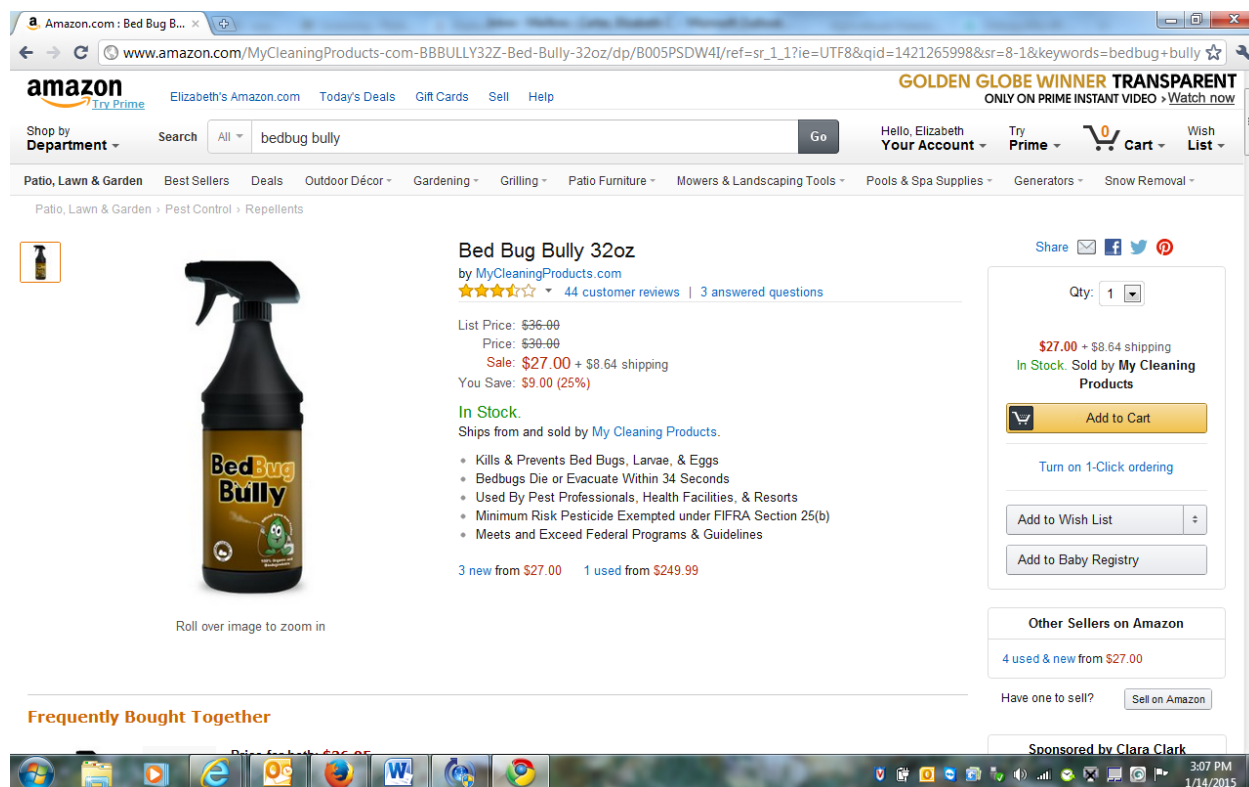 Amazon.com : Bed Bug B...
www.amazon.com/MyCleaningProducts-com-BBBULLY32Z-Bed-Bully-32oz/dp/B005PSDW4I/ref=sr_1_1?ie=UTF8&qid=1421265998&sr=8-1&keywords=bedbug+bully
amazon
Try Prime
Elizabeth's Amazon.com Today's Deals Gift Cards Sell Help
GOLDEN GLOBE WINNER TRANSPARENT
ONLY ON PRIME INSTANT VIDEO > Watch now
Shop by
Department
Search All bedbug bully Go
Hello, Elizabeth
Your Account
Try
Prime
0
Cart
Wish
List
Patio, Lawn & Garden Best Sellers Deals Outdoor Décor Gardening Grilling Patio Furniture Mowers & Landscaping Tools Pools & Spa Supplies Generators Snow Removal
Patio, Lawn & Garden › Pest Control › Repellents
BedBug
Bully
Roll over image to zoom in
Bed Bug Bully 32oz
by MyCleaningProducts.com
44 customer reviews | 3 answered questions
List Price: $36.00
Price: $30.00
Sale: $27.00 + $8.64 shipping
You Save: $9.00 (25%)
In Stock.
Ships from and sold by My Cleaning Products.
Kills & Prevents Bed Bugs, Larvae, & Eggs
Bedbugs Die or Evacuate Within 34 Seconds
Used By Pest Professionals, Health Facilities, & Resorts
Minimum Risk Pesticide Exempted under FIFRA Section 25(b)
Meets and Exceed Federal Programs & Guidelines
3 new from $27.00 1 used from $249.99
Share
Qty: 1
$27.00 + $8.64 shipping
In Stock. Sold by My Cleaning
Products
Add to Cart
Turn on 1-Click ordering
Add to Wish List
Add to Baby Registry
Other Sellers on Amazon
4 used & new from $27.00
Have one to sell? Sell on Amazon
Frequently Bought Together
Sponsored by Clara Clark
3:07 PM
1/14/2015